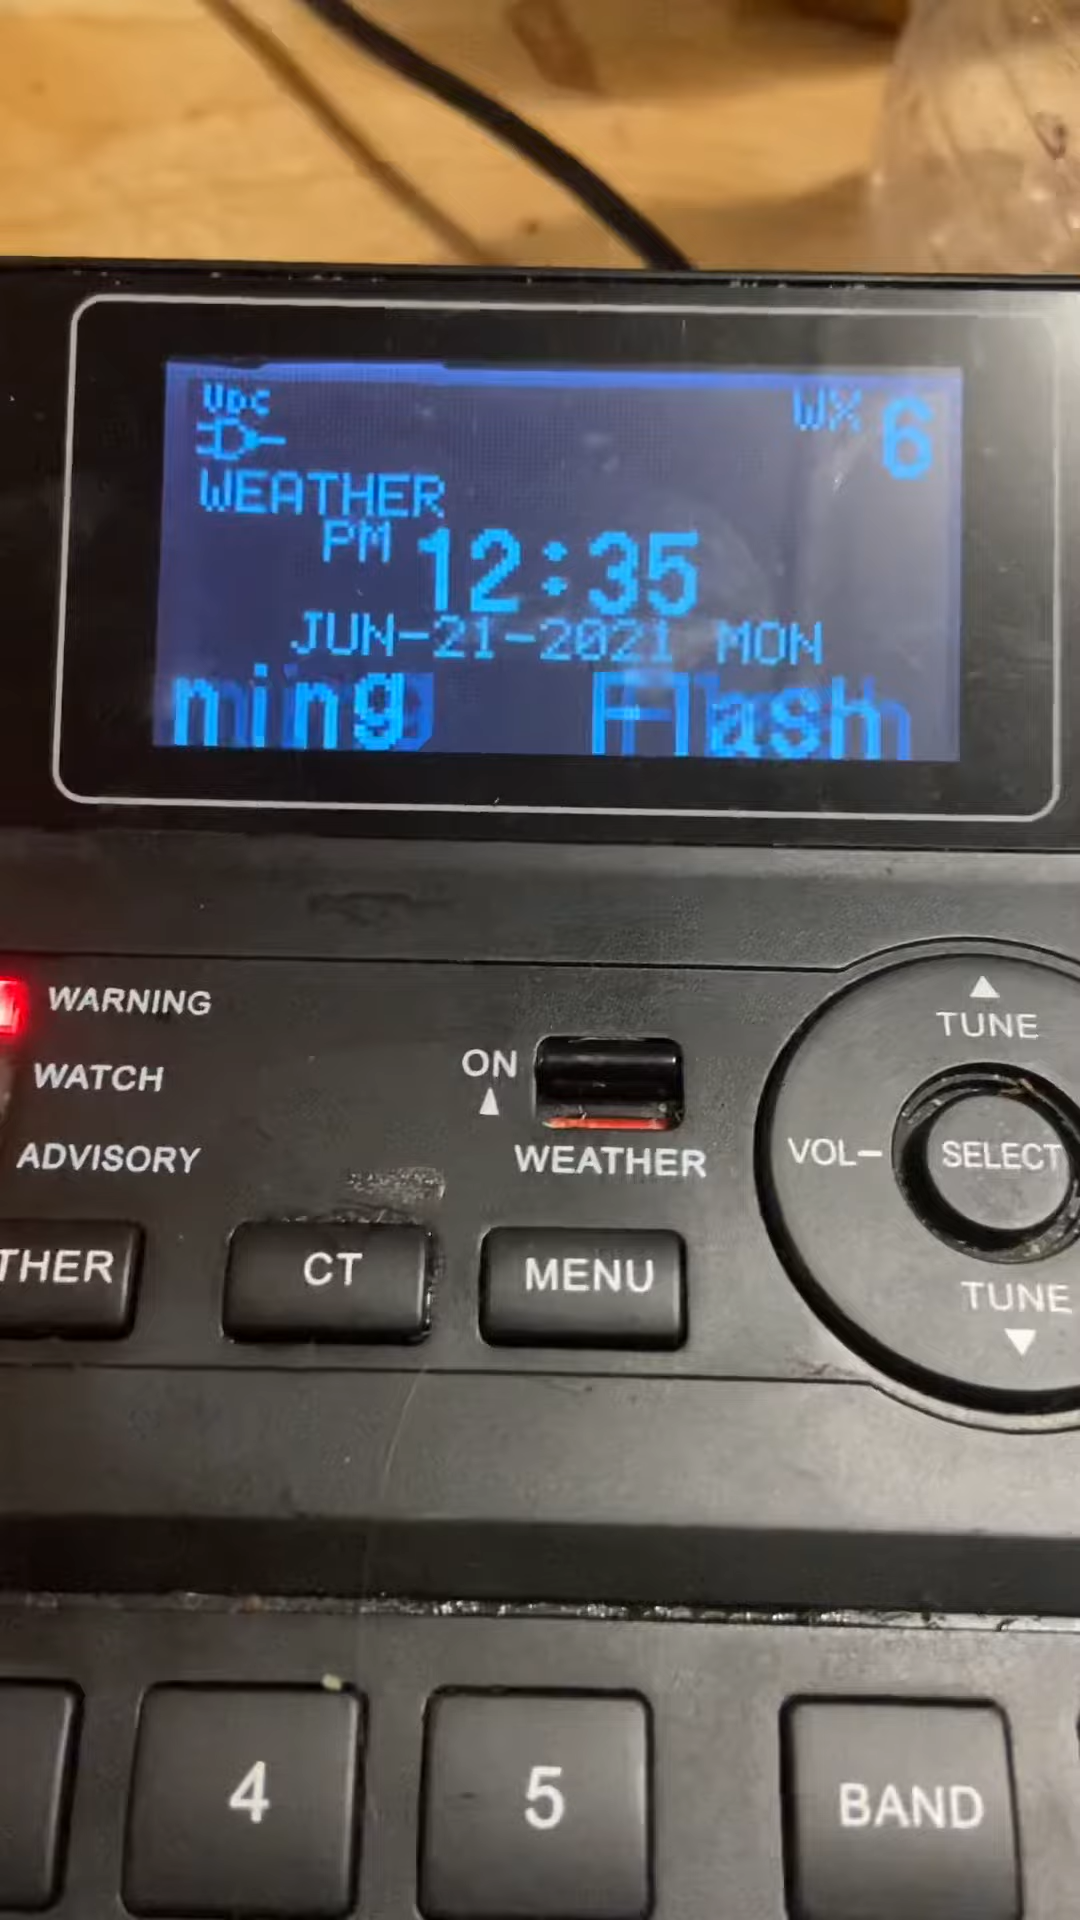 VDC
WX 6
WEATHER
PM 12:35
JUN-21-2021 MON
ning Flash
WARNING
WATCH
ADVISORY
ON
WEATHER
TUNE
VOL-
SELECT
TUNE
THER
CT
MENU
4
5
BAND